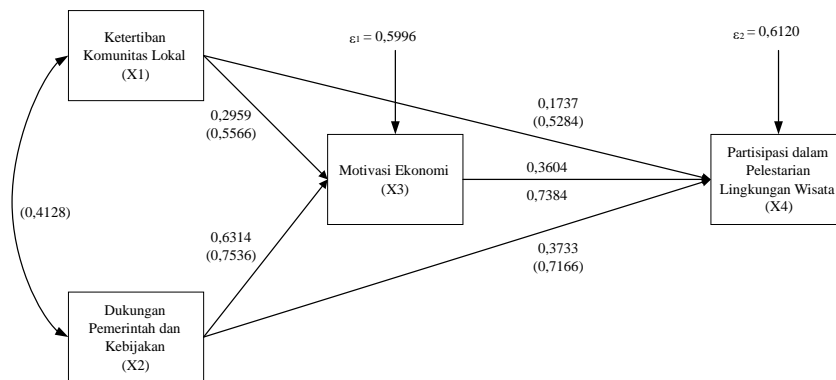 Ketertiban
Komunitas Lokal
(X1)
ε1 = 0,5996
ε2 = 0,6120
0,2959
(0,5566)
0,1737
(0,5284)
Motivasi Ekonomi
(X3)
0,3604
0,7384
Partisipasi dalam
Pelestarian
Lingkungan Wisata
(X4)
(0,4128)
0,6314
(0,7536)
0,3733
(0,7166)
Dukungan
Pemerintah dan
Kebijakan
(X2)